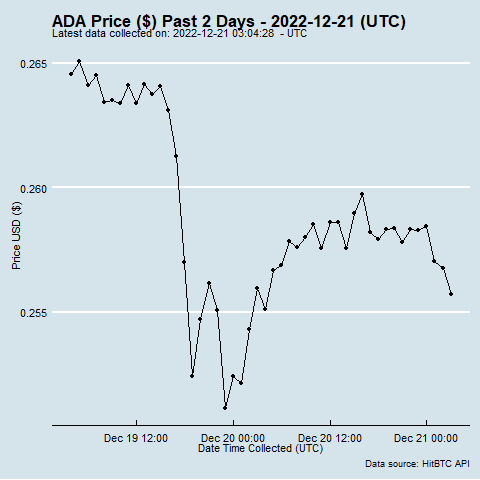 ADA Price ($) Past 2 Days - 2022-12-21 (UTC)
Latest data collected on: 2022-12-21 03:04:28  - UTC
0.265
0.260
0.255
Price USD ($)
Dec 19 12:00 Dec 20 00:00 Dec 20 12:00 Dec 21 00:00
Date Time Collected (UTC)
Data source: HitBTC API